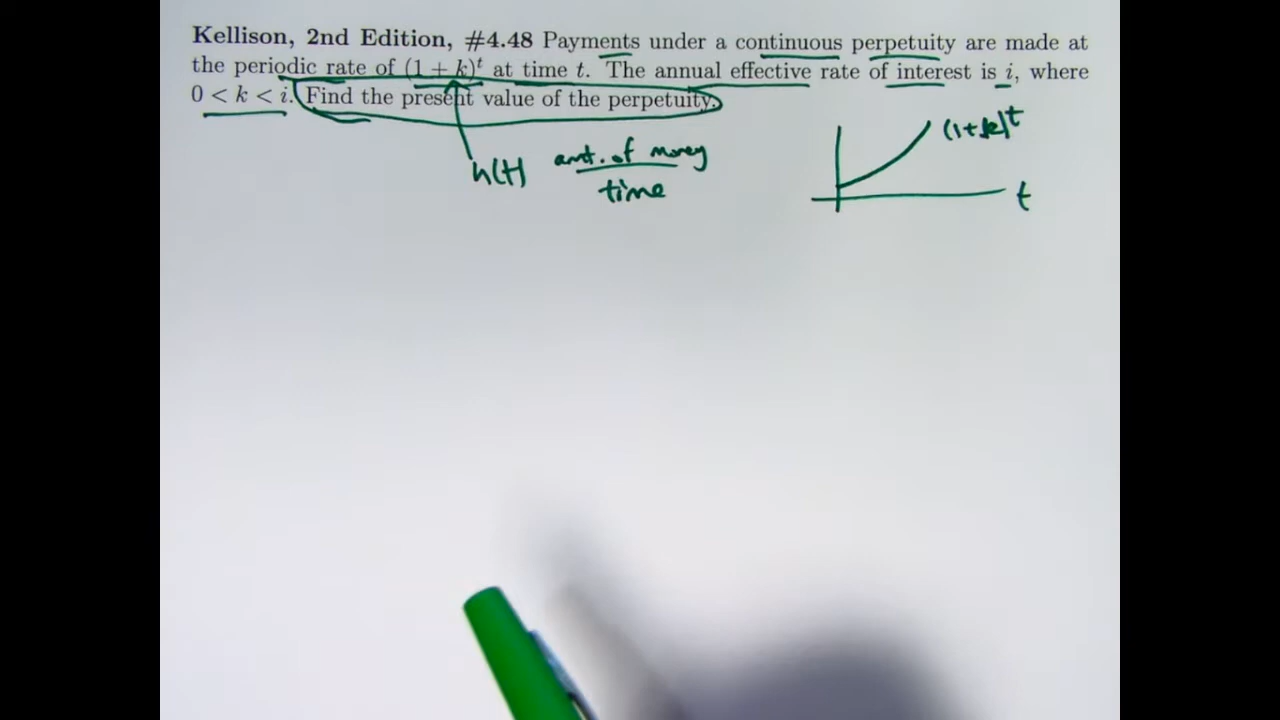 Kellison, 2nd Edition, #4.48 Payments under a continuous perpetuity are made at
the periodic rate of (1 + k)^t at time t. The annual effective rate of interest is i, where
0 < k < i. Find the present value of the perpetuity.
h(t) amt. of money
time
(1+k)^t
t